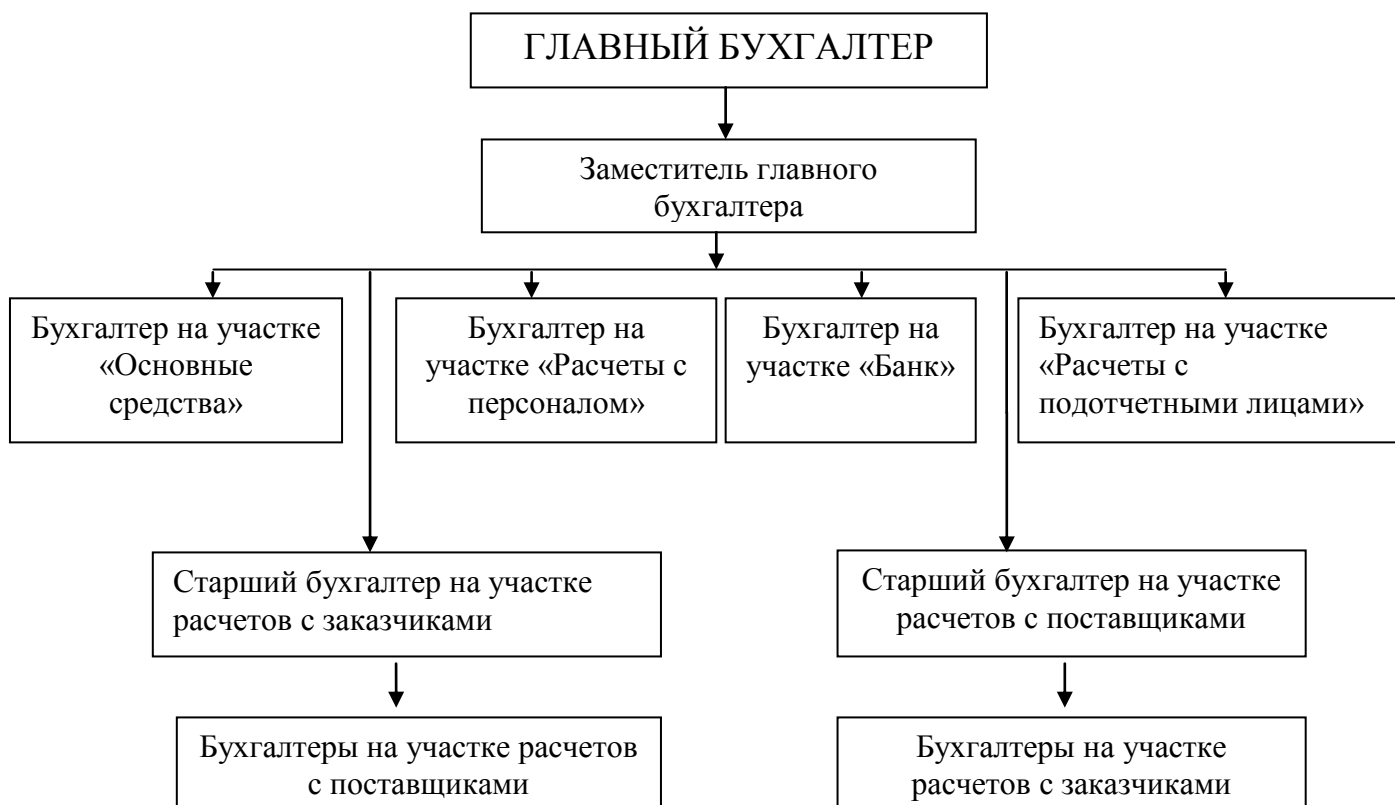 ГЛАВНЫЙ БУХГАЛТЕР
Заместитель главного
бухгалтера
Бухгалтер на участке
«Основные
средства»
Бухгалтер на
участке «Расчеты с
персоналом»
Бухгалтер на
участке «Банк»
Бухгалтер на участке
«Расчеты с
подотчетными лицами»
Старший бухгалтер на участке
расчетов с заказчиками
Старший бухгалтер на участке
расчетов с поставщиками
Бухгалтеры на участке расчетов
с поставщиками
Бухгалтеры на участке
расчетов с заказчиками